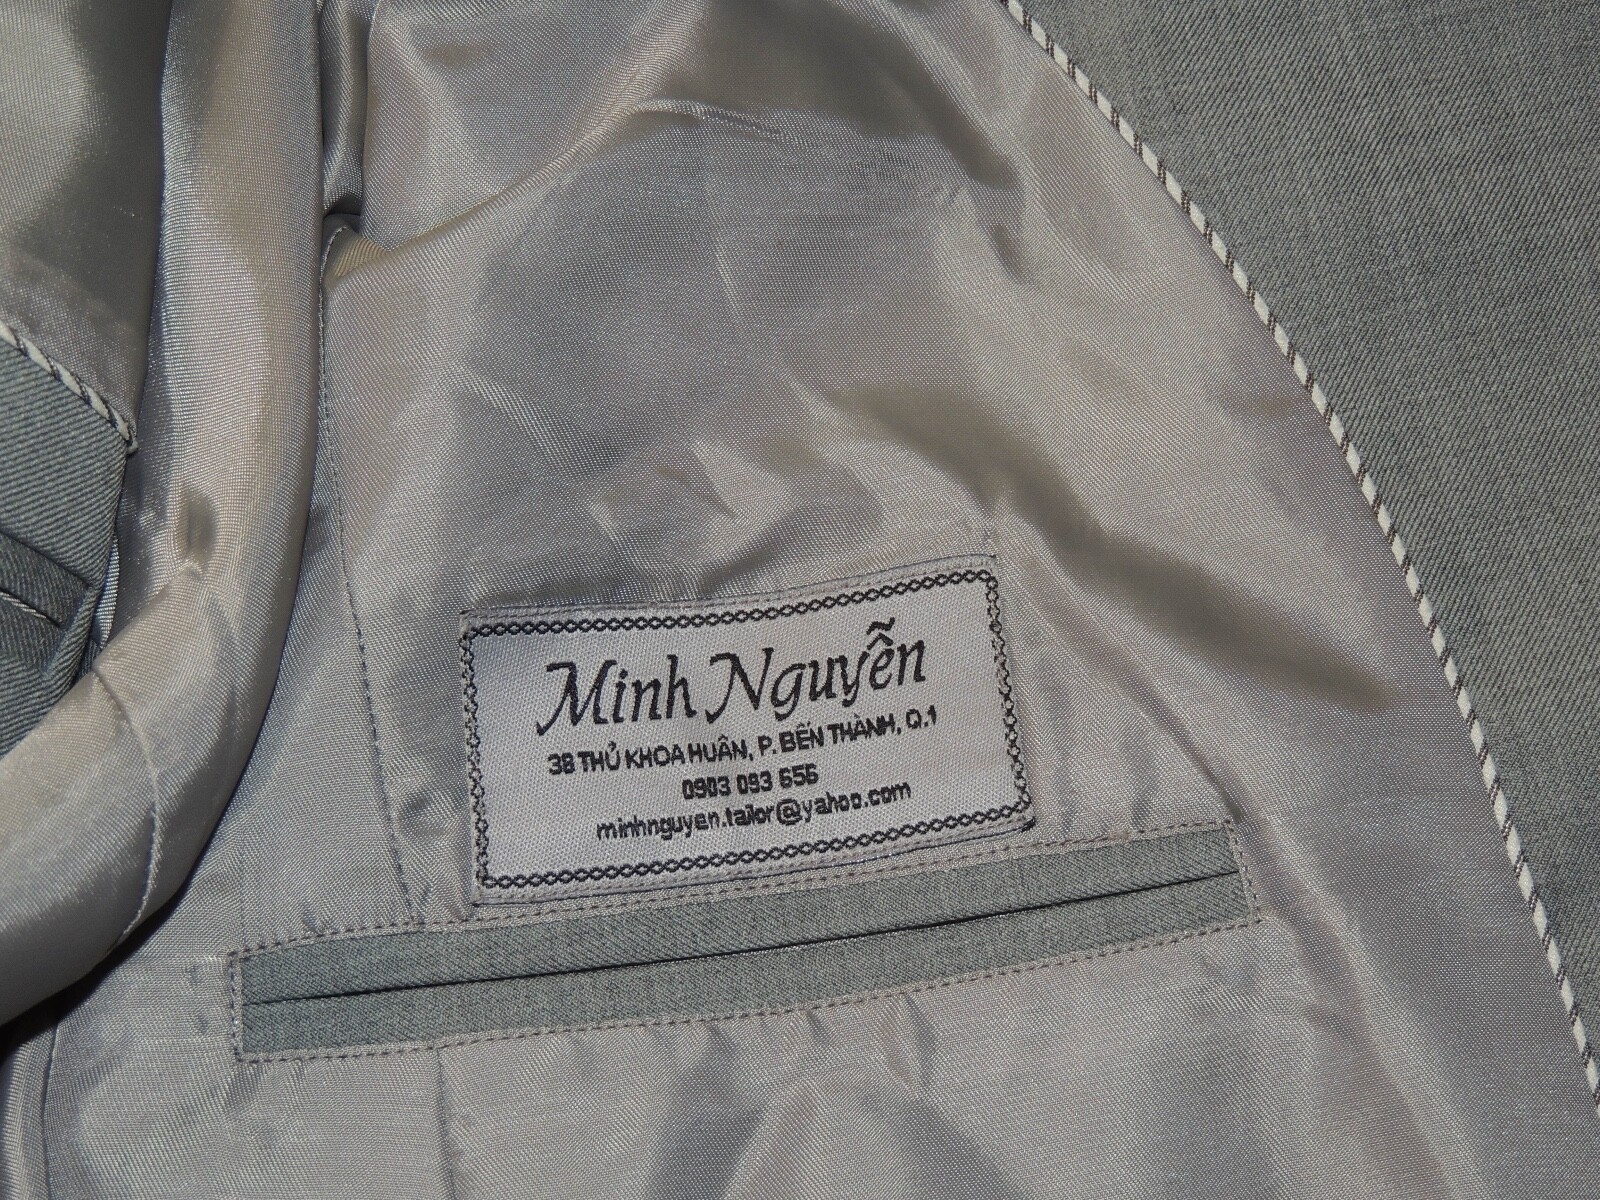 Minh Nguyễn
38 THỦ KHOA HUÂN, P. BẾN THÀNH, Q.1
0903 093 656
minhnguyen.tailor@yahoo.com